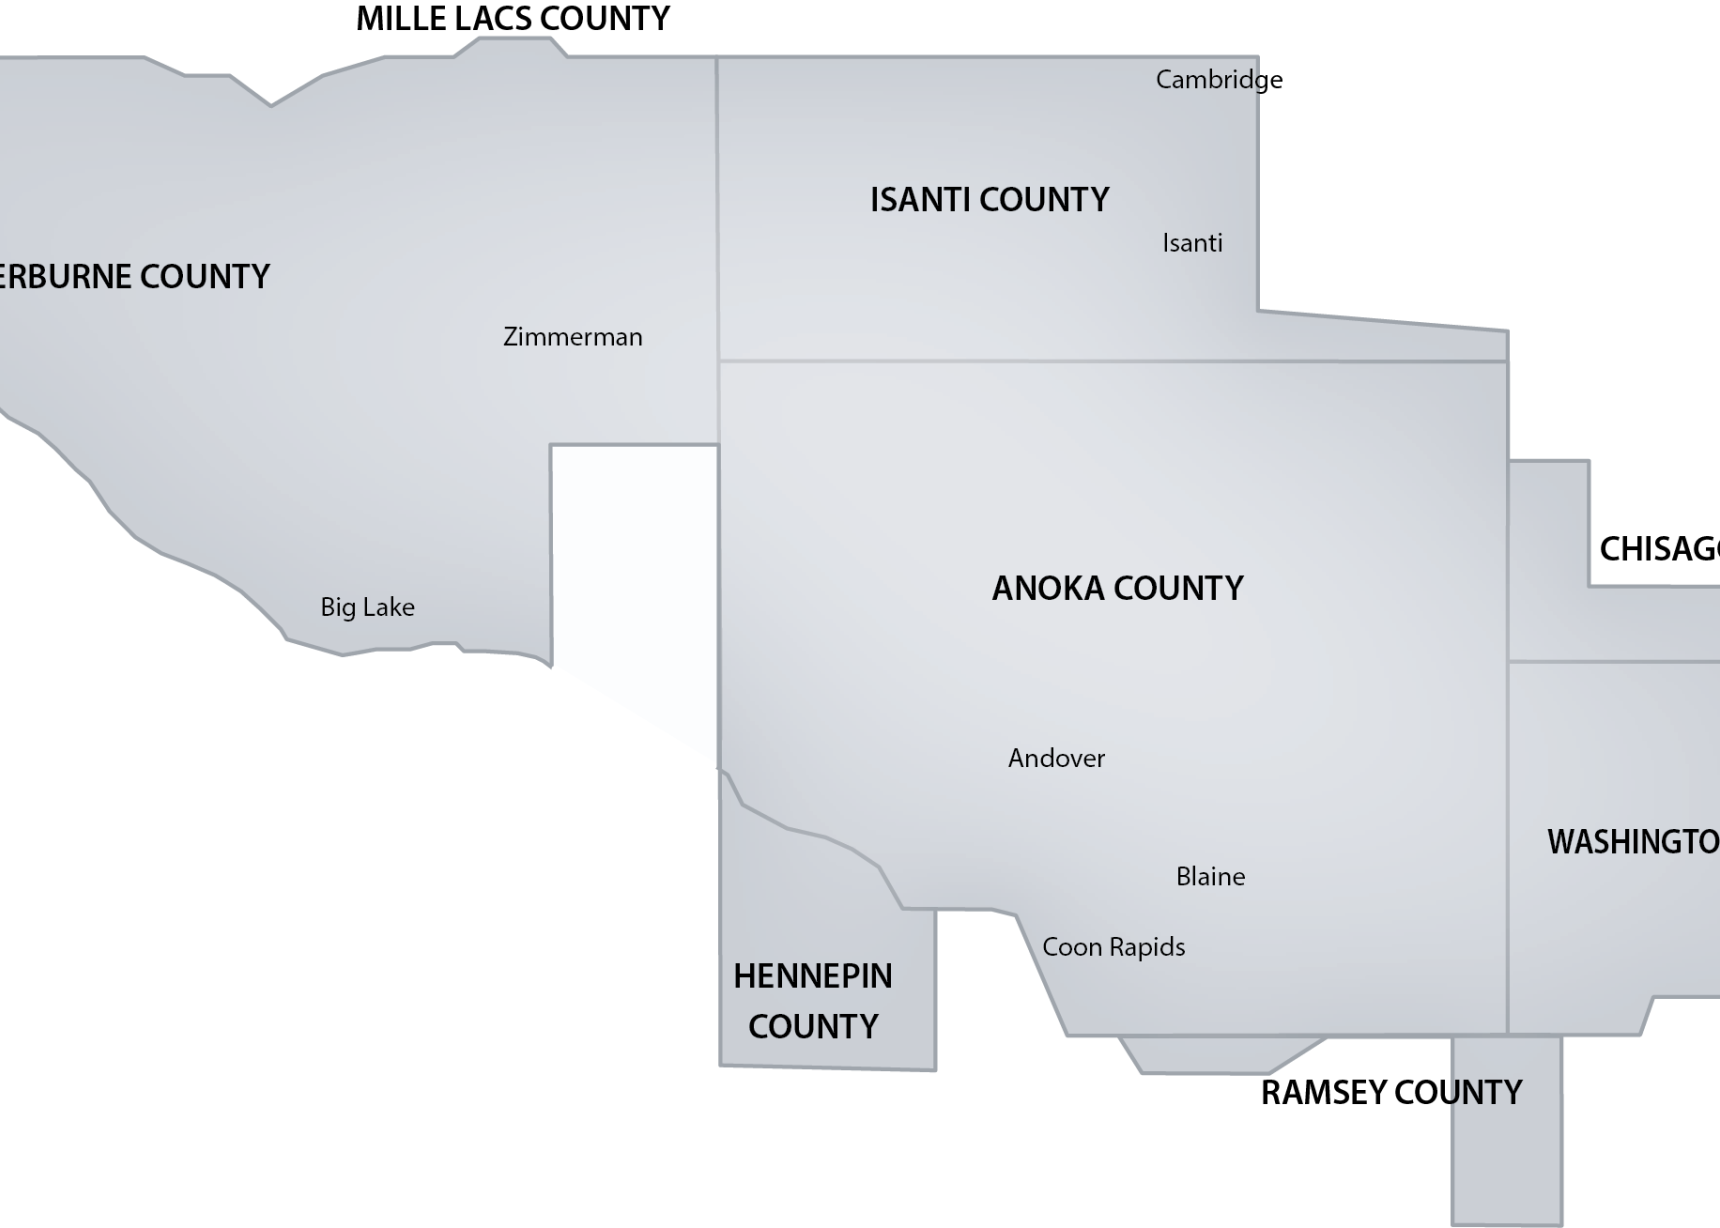 MILLE LACS COUNTY
Cambridge
ISANTI COUNTY
Isanti
ERBURNE COUNTY
Zimmerman
CHISAG
ANOKA COUNTY
Big Lake
Andover
WASHINGTO
Blaine
Coon Rapids
HENNEPIN
COUNTY
RAMSEY COUNTY